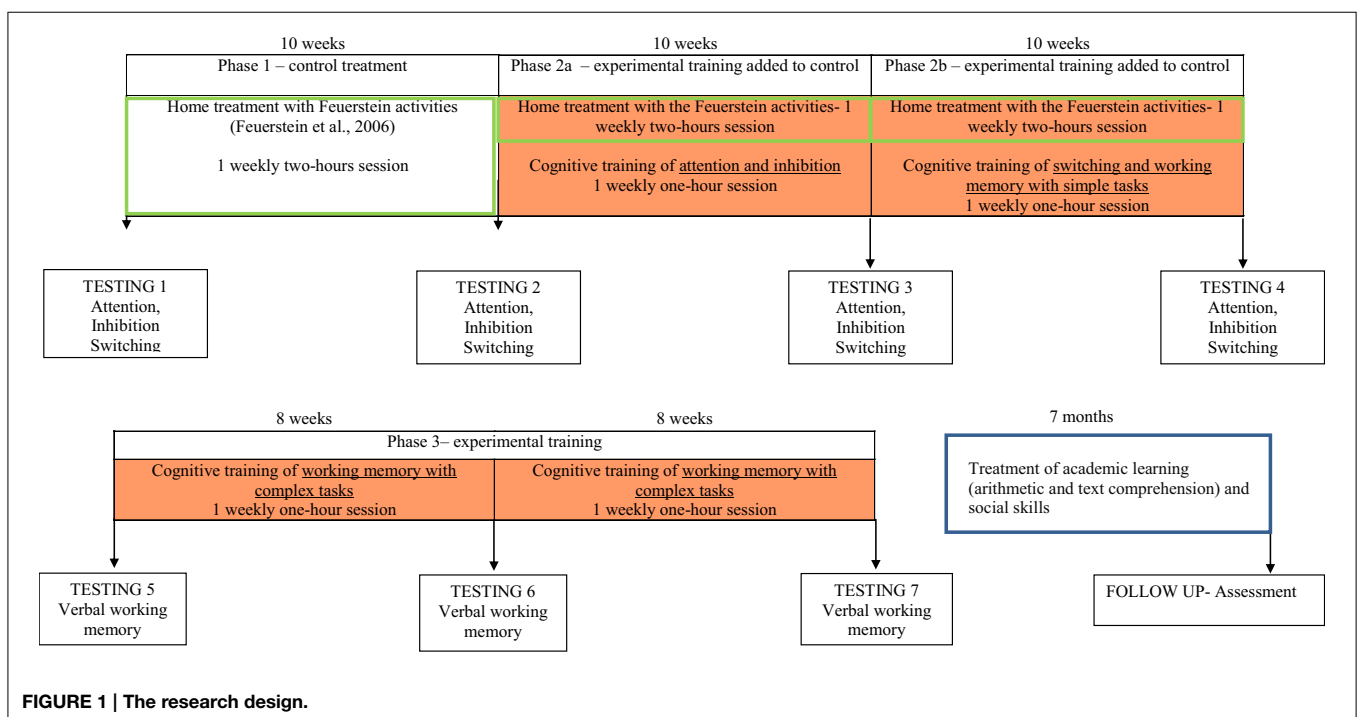 10 weeks
10 weeks
10 weeks
Phase 1 – control treatment
Phase 2a – experimental training added to control
Phase 2b – experimental training added to control
Home treatment with Feuerstein activities
(Feuerstein et al., 2006)
1 weekly two-hours session
Home treatment with the Feuerstein activities- 1
weekly two-hours session
Cognitive training of attention and inhibition
1 weekly one-hour session
Home treatment with the Feuerstein activities- 1
weekly two-hours session
Cognitive training of switching and working
memory with simple tasks
1 weekly one-hour session
TESTING 1
Attention,
Inhibition
Switching
TESTING 2
Attention,
Inhibition
Switching
TESTING 3
Attention,
Inhibition
Switching
TESTING 4
Attention,
Inhibition
Switching
8 weeks
8 weeks
7 months
Phase 3– experimental training
Cognitive training of working memory with
complex tasks
1 weekly one-hour session
Cognitive training of working memory with
complex tasks
1 weekly one-hour session
Treatment of academic learning
(arithmetic and text comprehension) and
social skills
TESTING 5
Verbal working
memory
TESTING 6
Verbal working
memory
TESTING 7
Verbal working
memory
FOLLOW UP- Assessment
FIGURE 1 | The research design.